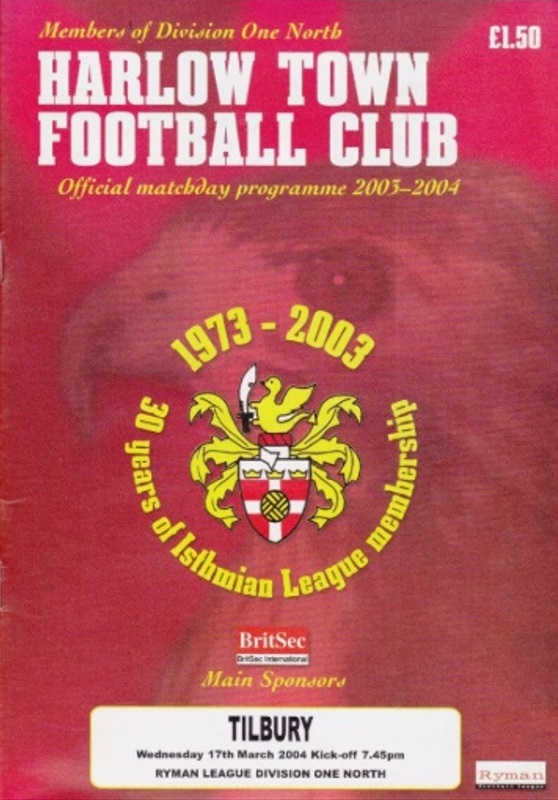 Members of Division One North
£1.50
HARLOW TOWN
FOOTBALL CLUB
Official matchday programme 2003-2004
1973 - 2003
30 years of Isthmian League membership
BritSec
BritSec International
Main Sponsors
TILBURY
Wednesday 17th March 2004 Kick-off 7.45pm
RYMAN LEAGUE DIVISION ONE NORTH
Ryman
football league